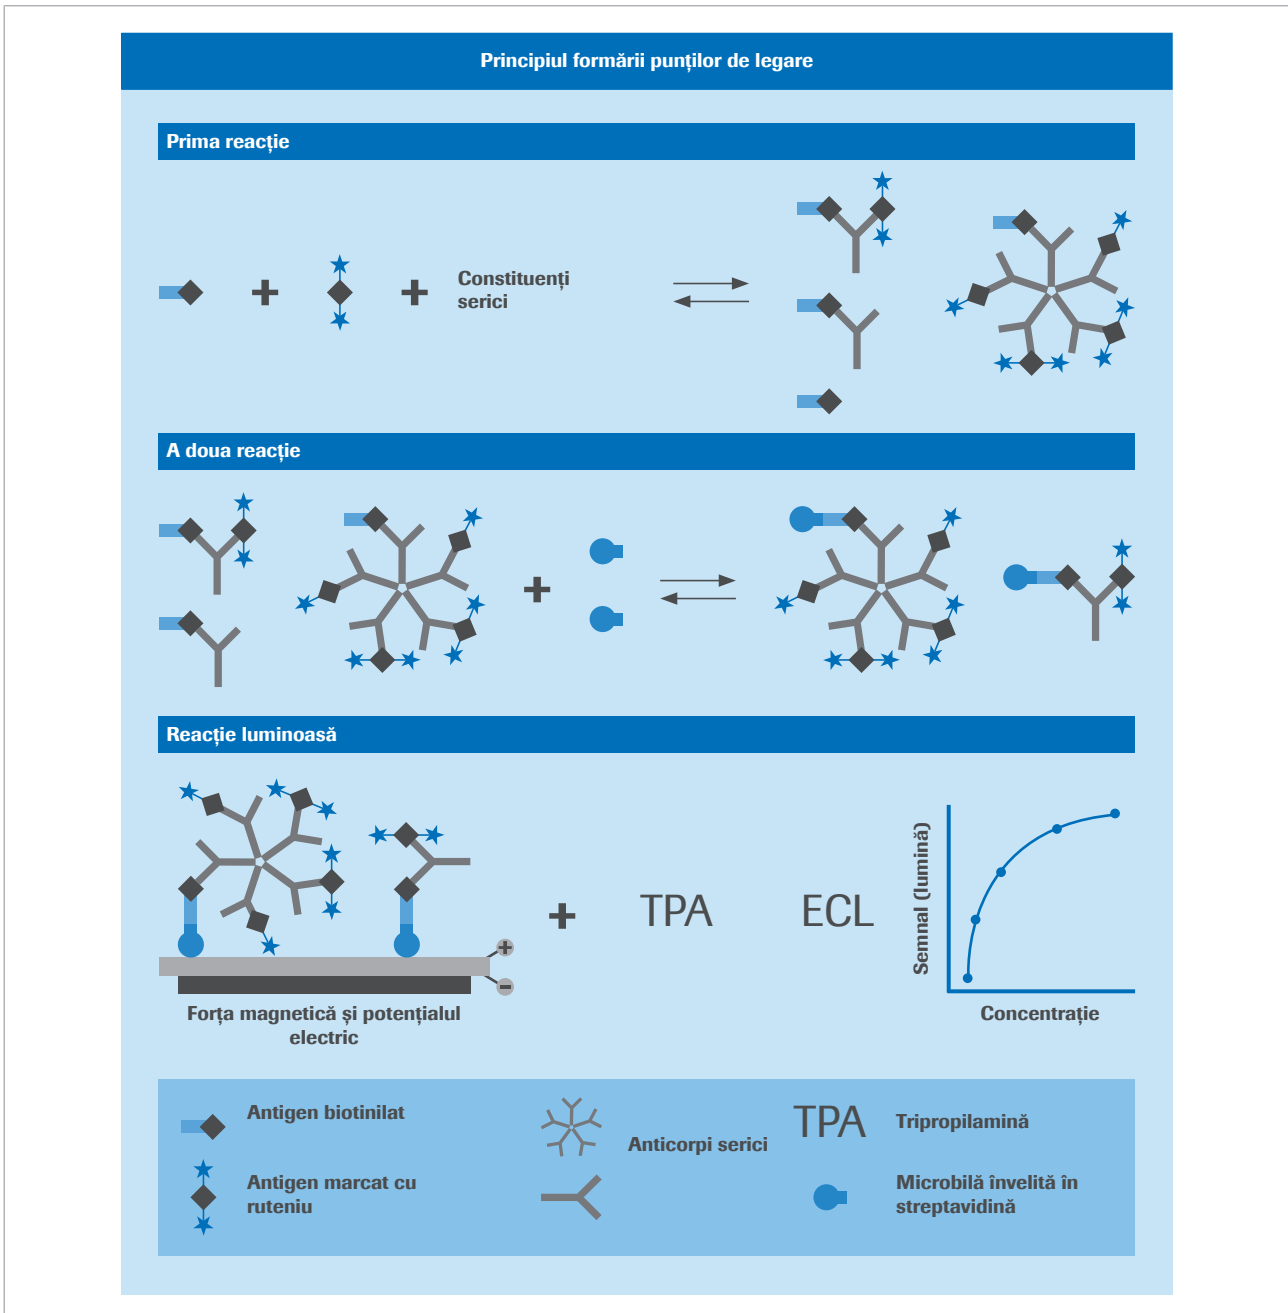 Principiul formării punților de legare
Prima reacție
Constituenți
serici
A doua reacție
Reacție luminoasă
TPA
ECL
Semnal (lumină)
Concentrație
Forța magnetică și potențialul
electric
Antigen biotinilat
Antigen marcat cu
ruteniu
Anticorpi serici
TPA
Tripropilamină
Microbilă învelită în
streptavidină